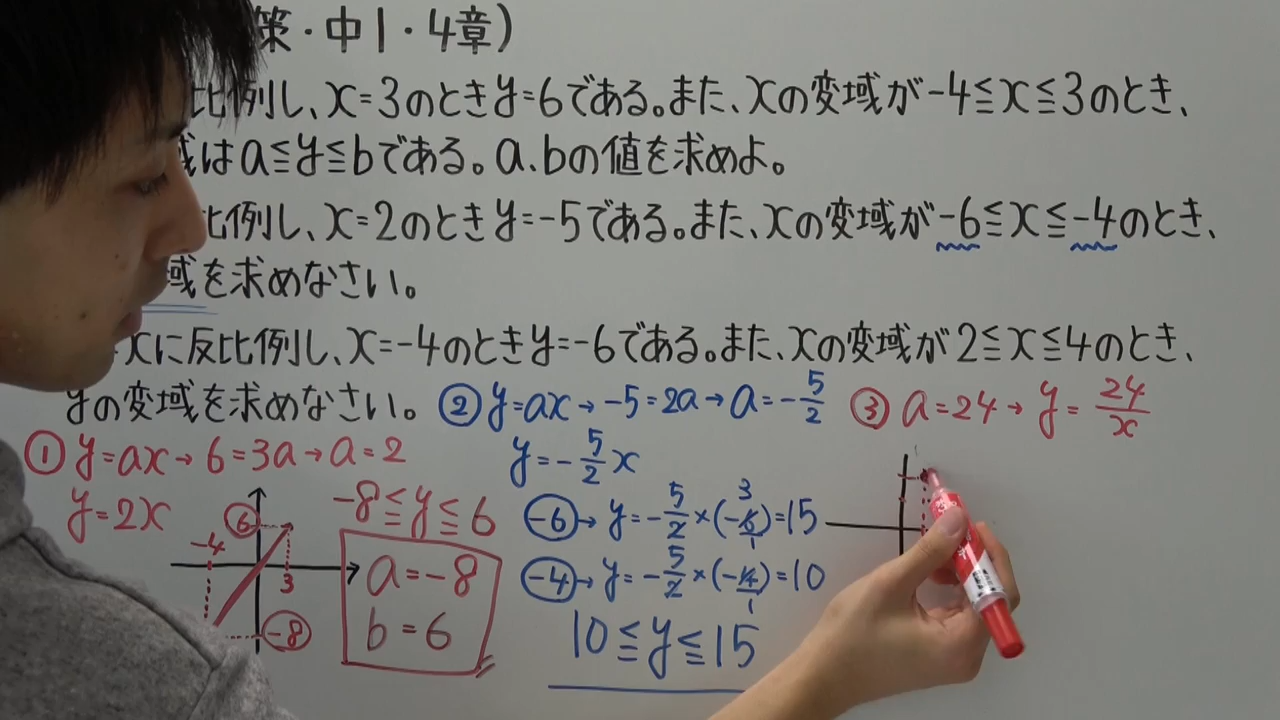 策・中1・4章)
比例し、x=3のときy=6である。また、xの変域が-4≦x≦3のとき、
域はa≦y≦bである。a.bの値を求めよ。
比例し、x=2のときy=-5である。また、xの変域が-6≦x≦-4のとき、
域を求めなさい。
xに反比例し、x=-4のときy=-6である。また、xの変域が2≦x≦4のとき、
yの変域を求めなさい。
① y=ax→6=3a→a=2
y=2x
-8≦y≦6
6
-4
3
-8
a=-8
b=6
② y=ax→-5=2a→a=-5/2
y=-5/2x
-6→y=-5/2×(-6)=15
3
1
-4→y=-5/2×(-4)=10
1
10≦y≦15
③ a=24→y=24/x